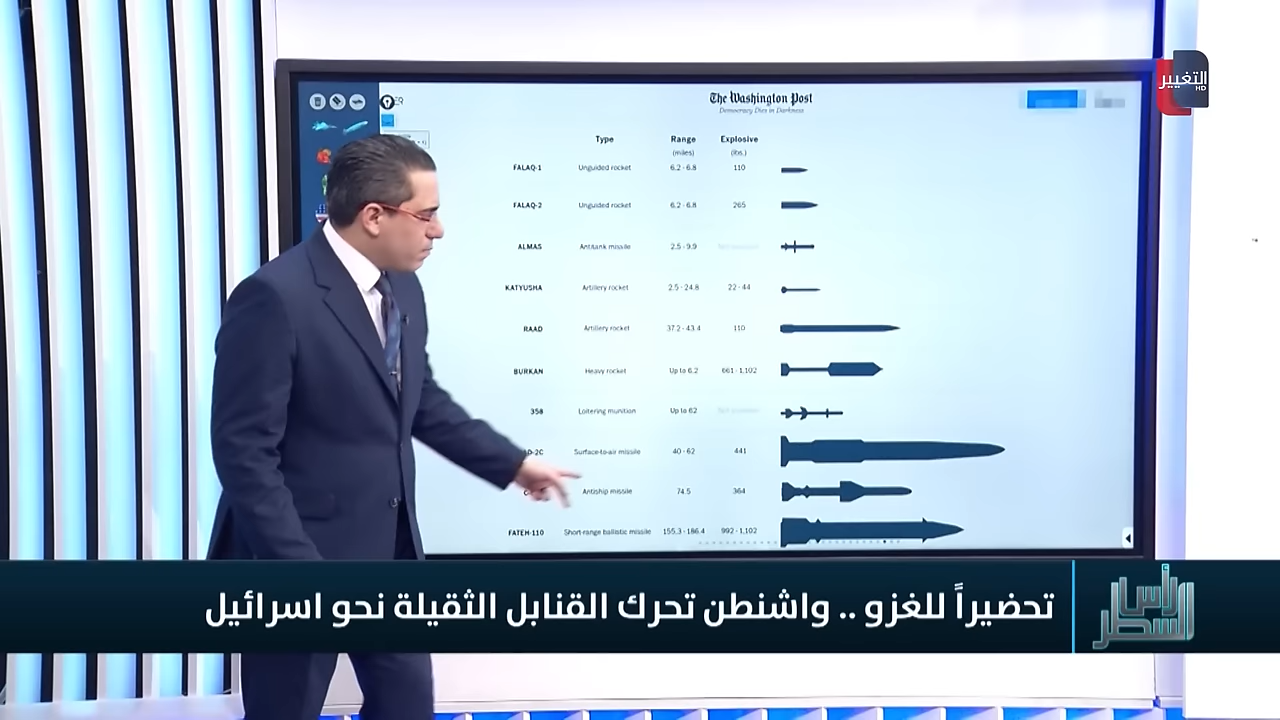 التغيير
HD
The Washington Post
Democracy Dies in Darkness
Type Range Explosive
(miles) (lbs.)
FALAQ-1 Unguided rocket 6.2 - 6.8 110
FALAQ-2 Unguided rocket 6.2 - 6.8 265
ALMAS Antitank missile 2.5 - 9.9
KATYUSHA Artillery rocket 2.5 - 24.8 22 - 44
RAAD Artillery rocket 37.2 - 43.4 110
BURKAN Heavy rocket Up to 6.2 661 - 1,102
358 Loitering munition Up to 62
D-2C Surface-to-air missile 40 - 62 441
Antiship missile 74.5 364
FATEH-110 Short-range ballistic missile 155.3 - 186.4 992 - 1,102
رأس السطر
تحضيراً للغزو .. واشنطن تحرك القنابل الثقيلة نحو اسرائيل